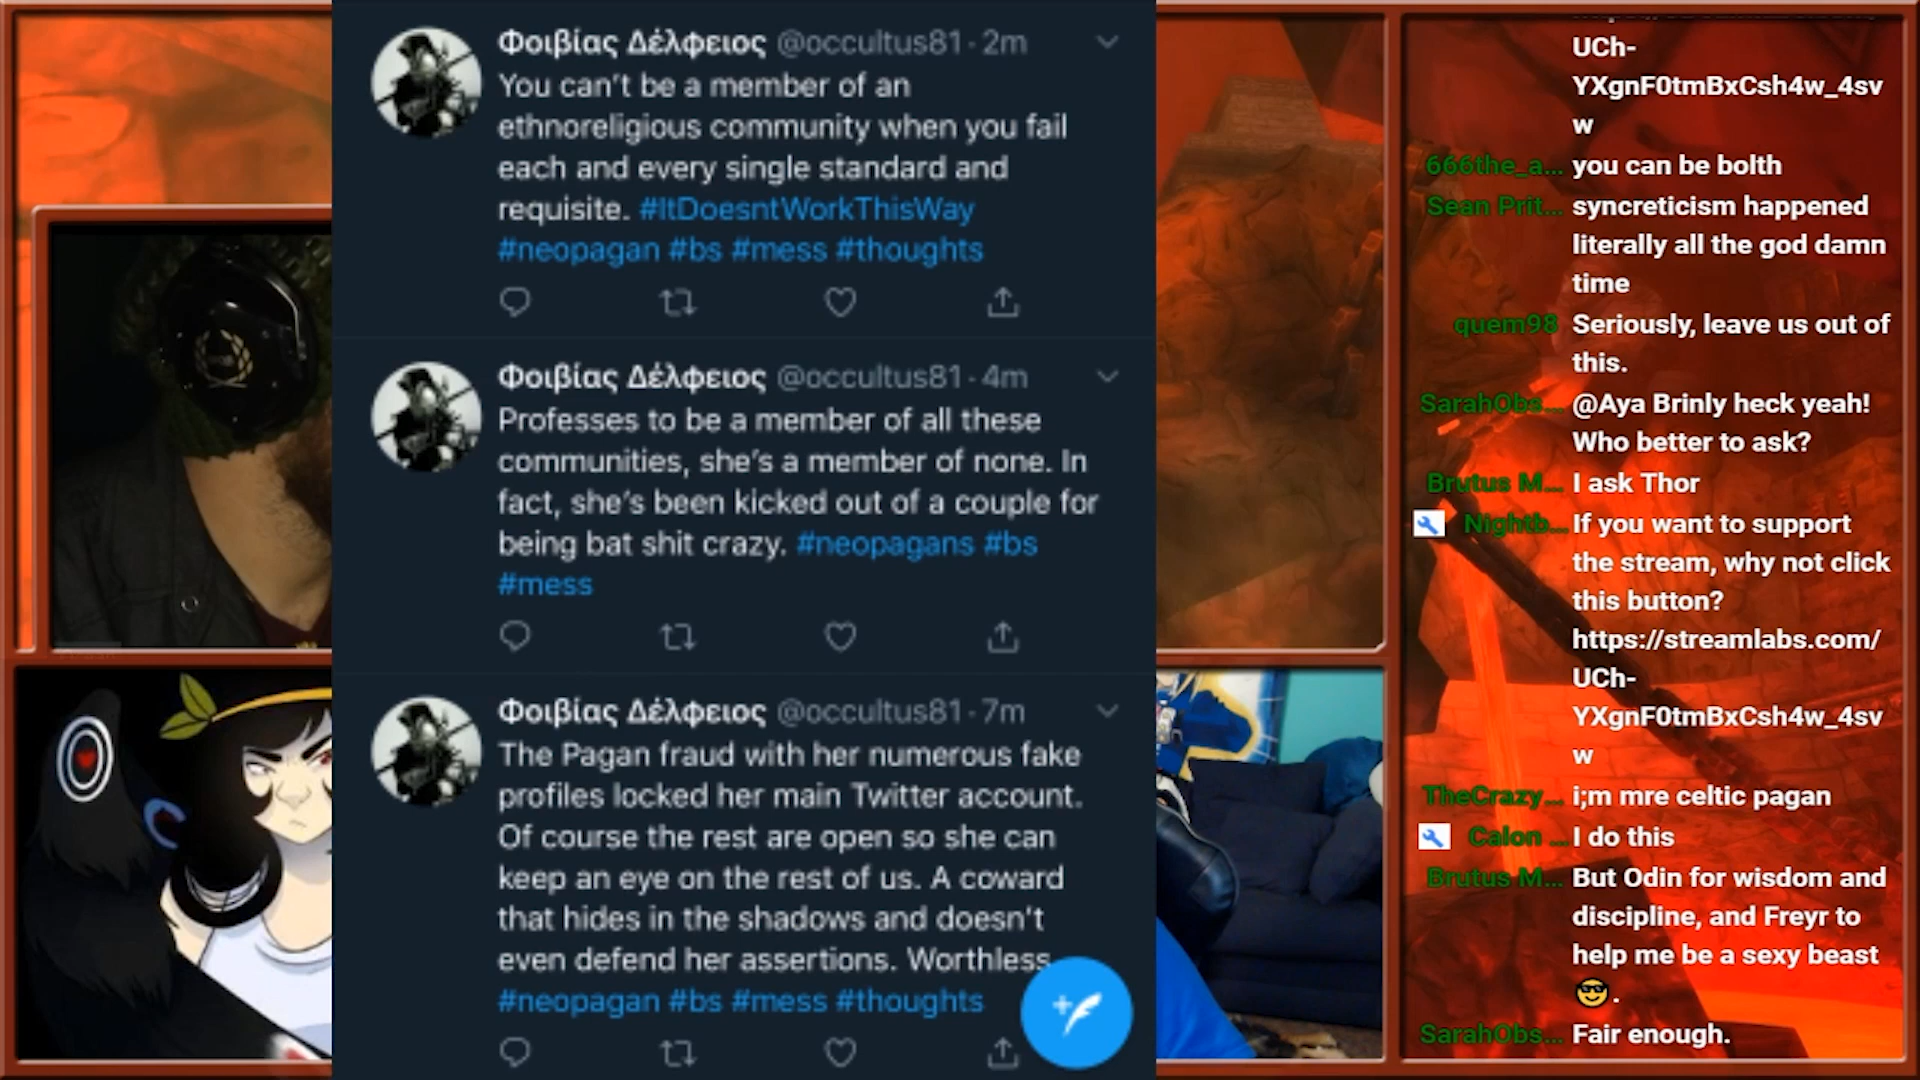 Φοιβίας Δέλφειος @occultus81 · 2m
You can't be a member of an
ethnoreligious community when you fail
each and every single standard and
requisite. #ItDoesntWorkThisWay
#neopagan #bs #mess #thoughts
Φοιβίας Δέλφειος @occultus81 · 4m
Professes to be a member of all these
communities, she's a member of none. In
fact, she's been kicked out of a couple for
being bat shit crazy. #neopagans #bs
#mess
Φοιβίας Δέλφειος @occultus81 · 7m
The Pagan fraud with her numerous fake
profiles locked her main Twitter account.
Of course the rest are open so she can
keep an eye on the rest of us. A coward
that hides in the shadows and doesn't
even defend her assertions. Worthless
#neopagan #bs #mess #thoughts
UCh-
YXgnF0tmBxCsh4w_4sv
w
666the_a... you can be bolth
Sean Prit... syncreticism happened
literally all the god damn
time
quem98 Seriously, leave us out of
this.
SarahObs... @Aya Brinly heck yeah!
Who better to ask?
Brutus M... I ask Thor
Nightb... If you want to support
the stream, why not click
this button?
https://streamlabs.com/
UCh-
YXgnF0tmBxCsh4w_4sv
w
TheCrazy... i;m mre celtic pagan
Calon ... I do this
Brutus M... But Odin for wisdom and
discipline, and Freyr to
help me be a sexy beast
😎.
SarahObs... Fair enough.